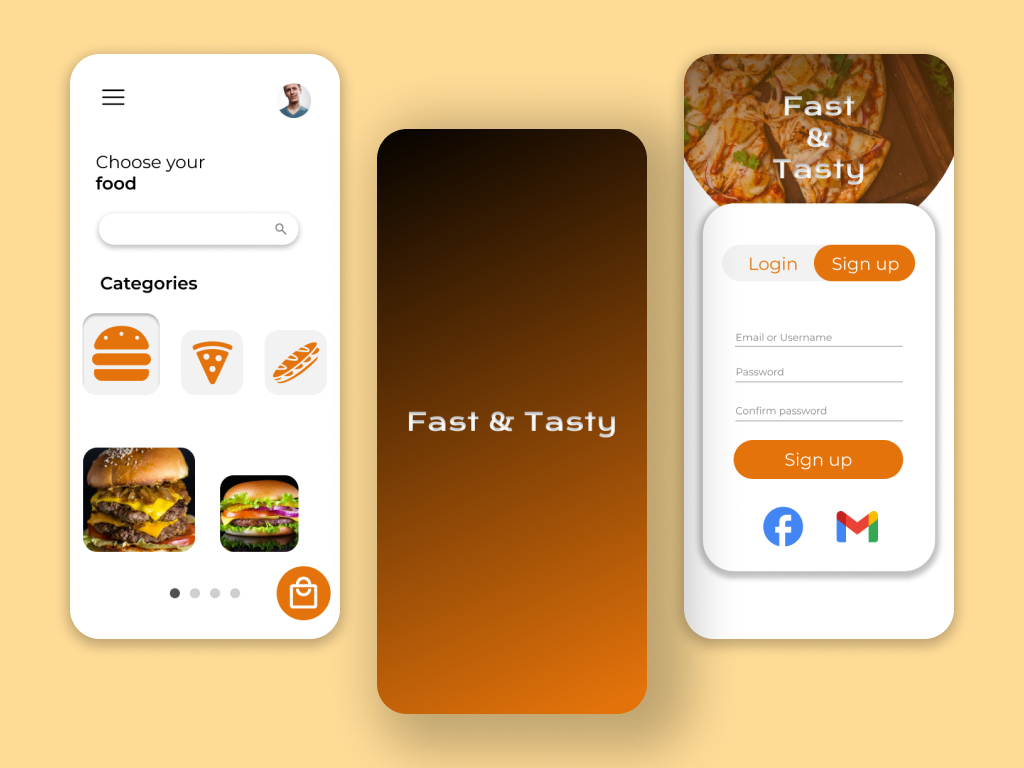 Choose your
food
Categories
Fast & Tasty
Fast
&
Tasty
Login
Sign up
Email or Username
Password
Confirm password
Sign up